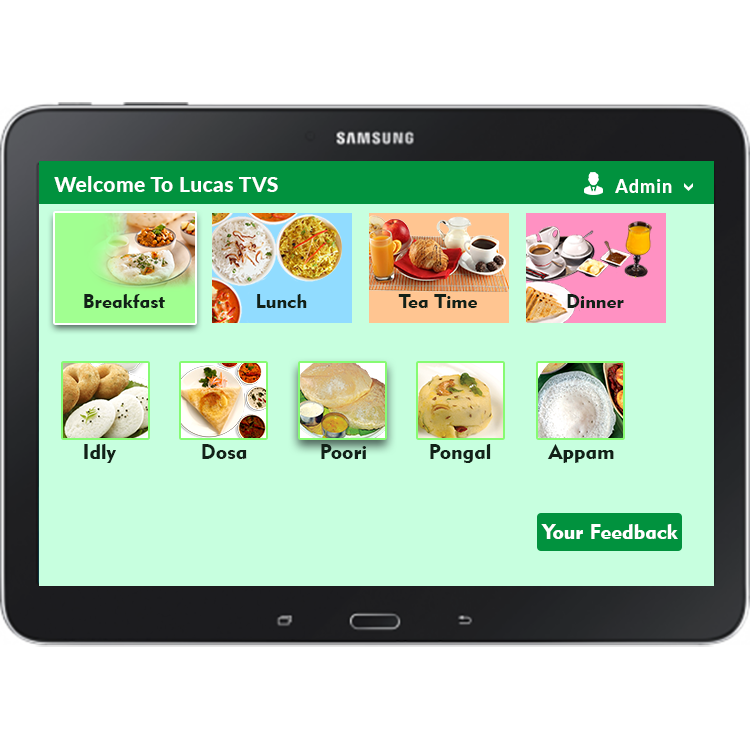 SAMSUNG
Welcome To Lucas TVS
Admin
Breakfast
Lunch
Tea Time
Dinner
Idly
Dosa
Poori
Pongal
Appam
Your Feedback